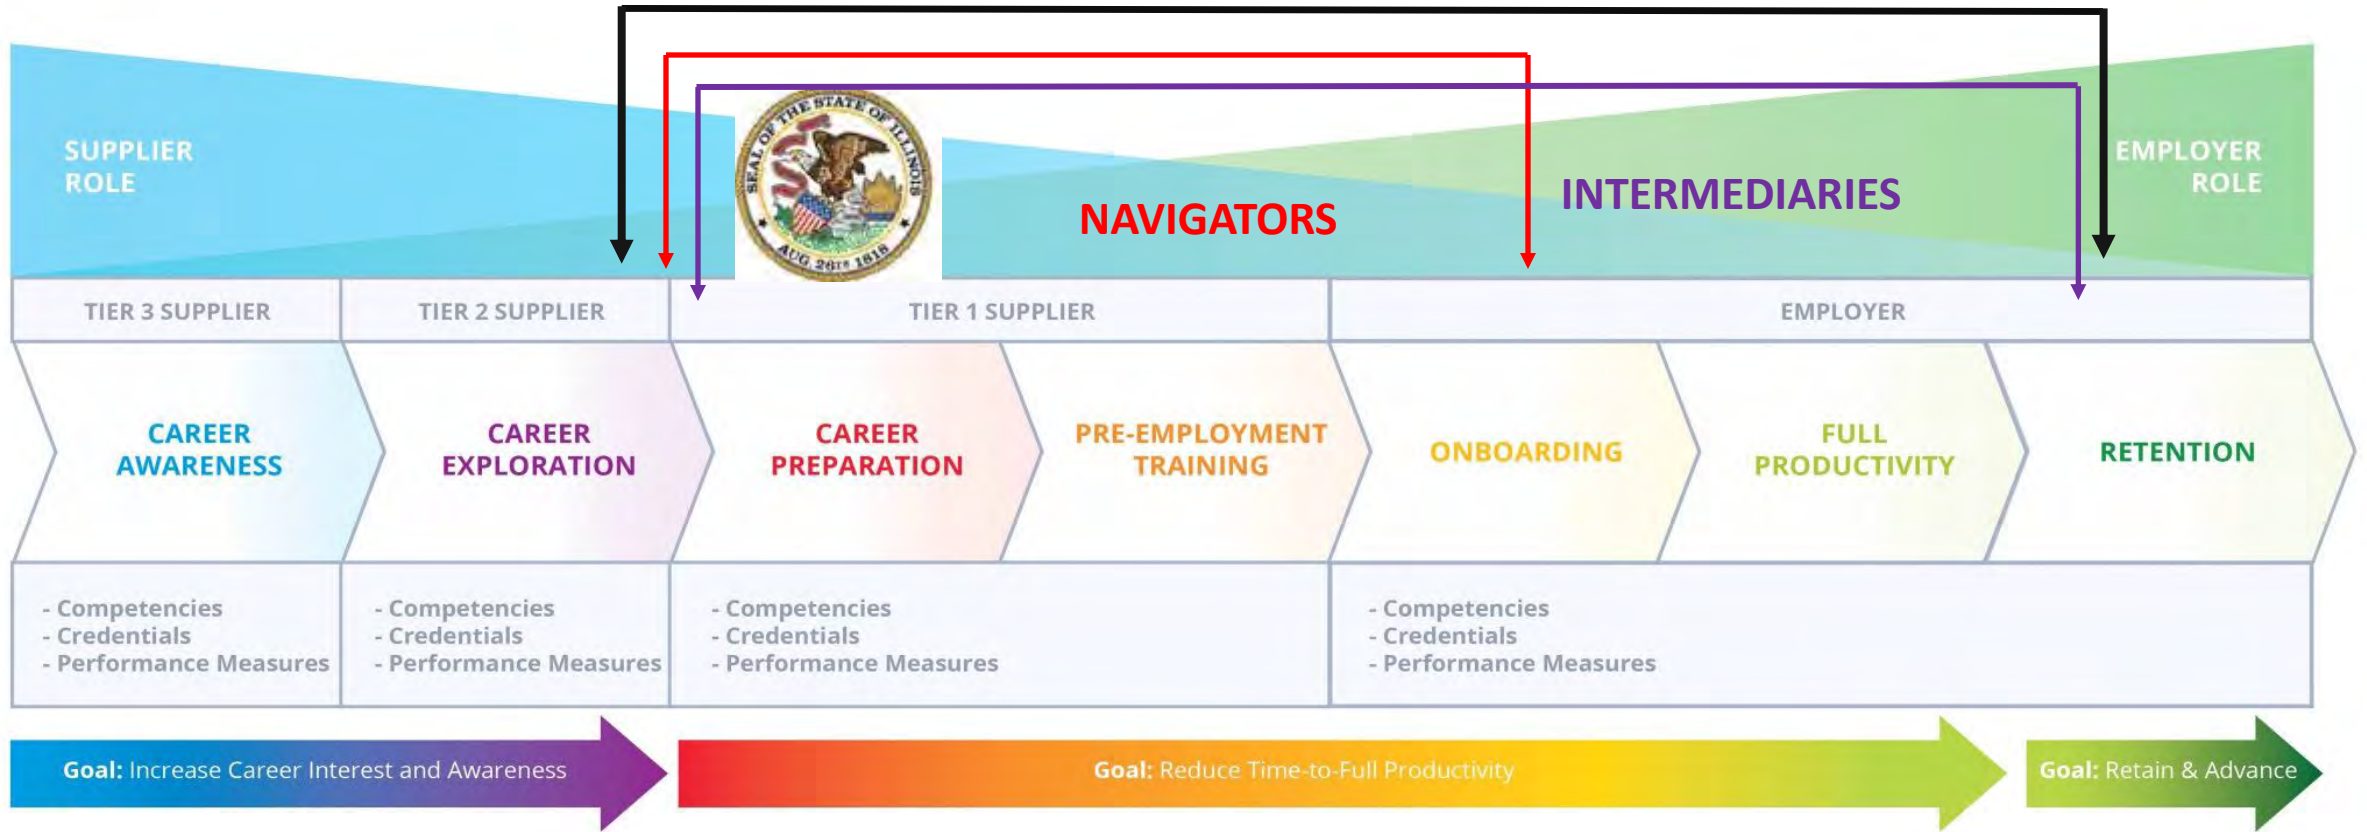 SUPPLIER
ROLE
SEAL OF THE STATE OF ILLINOIS
AUG. 26TH 1818
NAVIGATORS
INTERMEDIARIES
EMPLOYER
ROLE
TIER 3 SUPPLIER
TIER 2 SUPPLIER
TIER 1 SUPPLIER
EMPLOYER
CAREER
AWARENESS
CAREER
EXPLORATION
CAREER
PREPARATION
PRE-EMPLOYMENT
TRAINING
ONBOARDING
FULL
PRODUCTIVITY
RETENTION
- Competencies
- Credentials
- Performance Measures
- Competencies
- Credentials
- Performance Measures
- Competencies
- Credentials
- Performance Measures
- Competencies
- Credentials
- Performance Measures
Goal: Increase Career Interest and Awareness
Goal: Reduce Time-to-Full Productivity
Goal: Retain & Advance